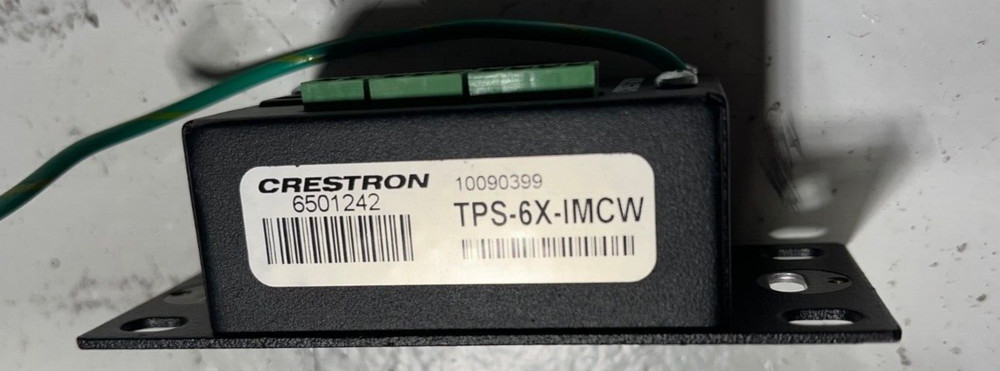 CRESTRON
6501242
10090399
TPS-6X-IMCW